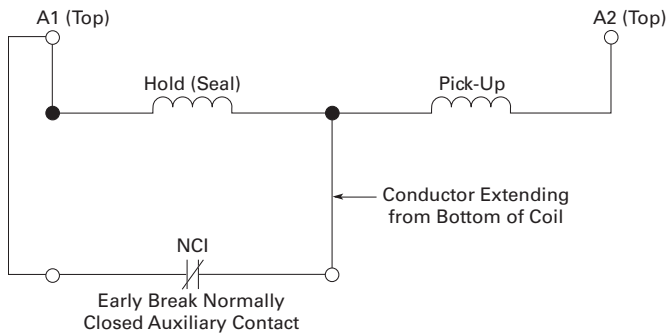 A1 (Top)
A2 (Top)
Hold (Seal)
Pick-Up
Conductor Extending
from Bottom of Coil
NCI
Early Break Normally
Closed Auxiliary Contact